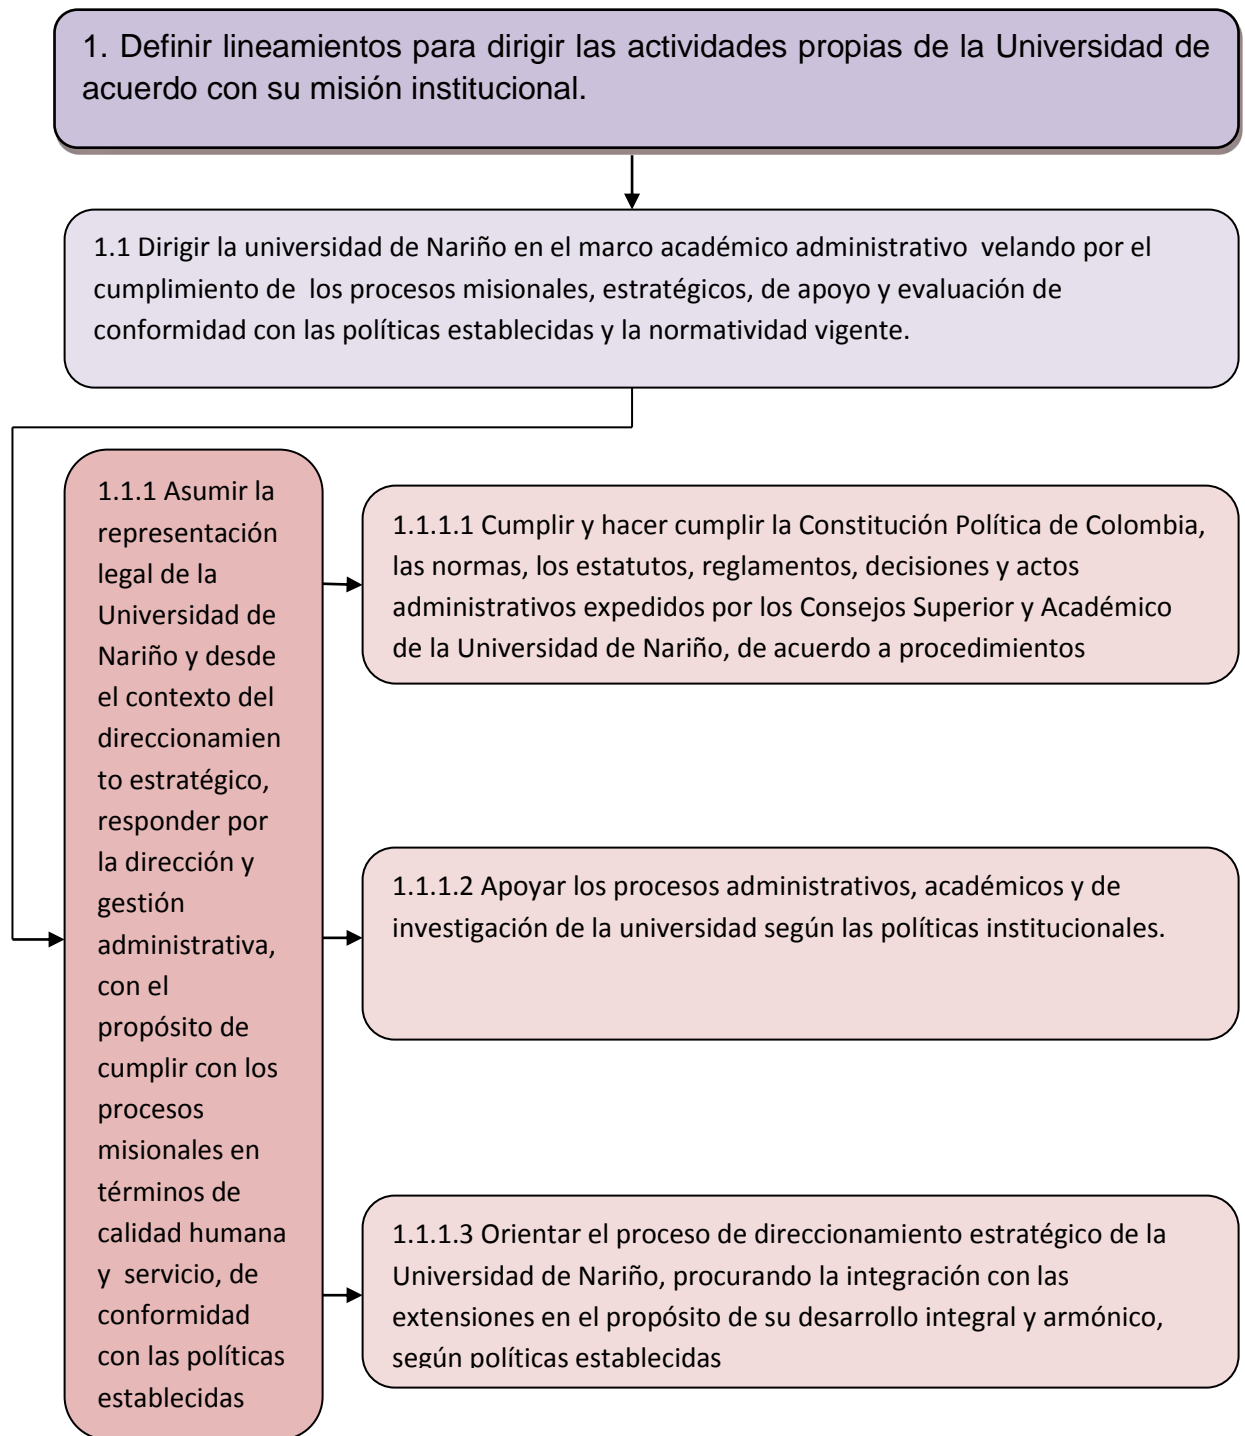 1. Definir lineamientos para dirigir las actividades propias de la Universidad de
acuerdo con su misión institucional.
1.1 Dirigir la universidad de Nariño en el marco académico administrativo velando por el
cumplimiento de los procesos misionales, estratégicos, de apoyo y evaluación de
conformidad con las políticas establecidas y la normatividad vigente.
1.1.1 Asumir la
representación
legal de la
Universidad de
Nariño y desde
el contexto del
direccionamien
to estratégico,
responder por
la dirección y
gestión
administrativa,
con el
propósito de
cumplir con los
procesos
misionales en
términos de
calidad humana
y servicio, de
conformidad
con las políticas
establecidas
1.1.1.1 Cumplir y hacer cumplir la Constitución Política de Colombia,
las normas, los estatutos, reglamentos, decisiones y actos
administrativos expedidos por los Consejos Superior y Académico
de la Universidad de Nariño, de acuerdo a procedimientos
1.1.1.2 Apoyar los procesos administrativos, académicos y de
investigación de la universidad según las políticas institucionales.
1.1.1.3 Orientar el proceso de direccionamiento estratégico de la
Universidad de Nariño, procurando la integración con las
extensiones en el propósito de su desarrollo integral y armónico,
según políticas establecidas